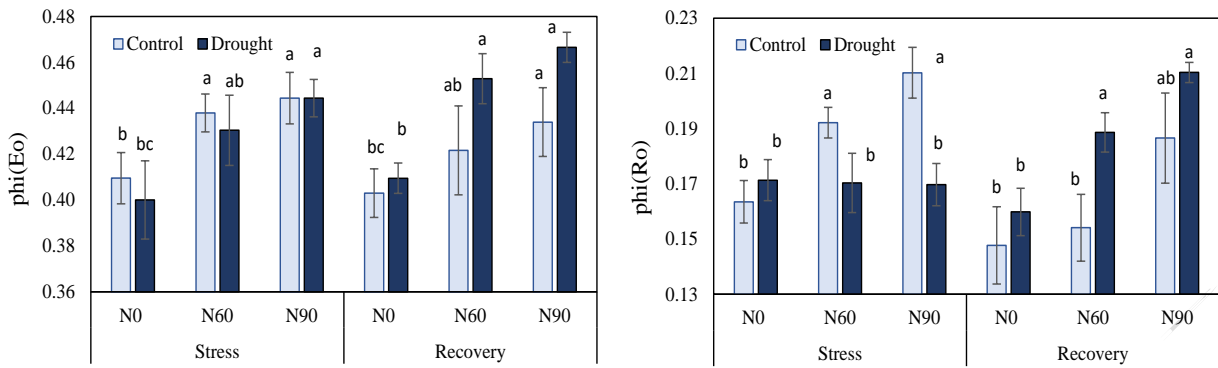 phi(Eo)
0.48
0.46
0.44
0.42
0.40
0.38
0.36
Control Drought
b bc a ab a a bc b ab a a a
N0 N60 N90 N0 N60 N90
Stress Recovery
phi(Ro)
0.23
0.21
0.19
0.17
0.15
0.13
Control Drought
b b a b a b b b b a ab a
N0 N60 N90 N0 N60 N90
Stress Recovery